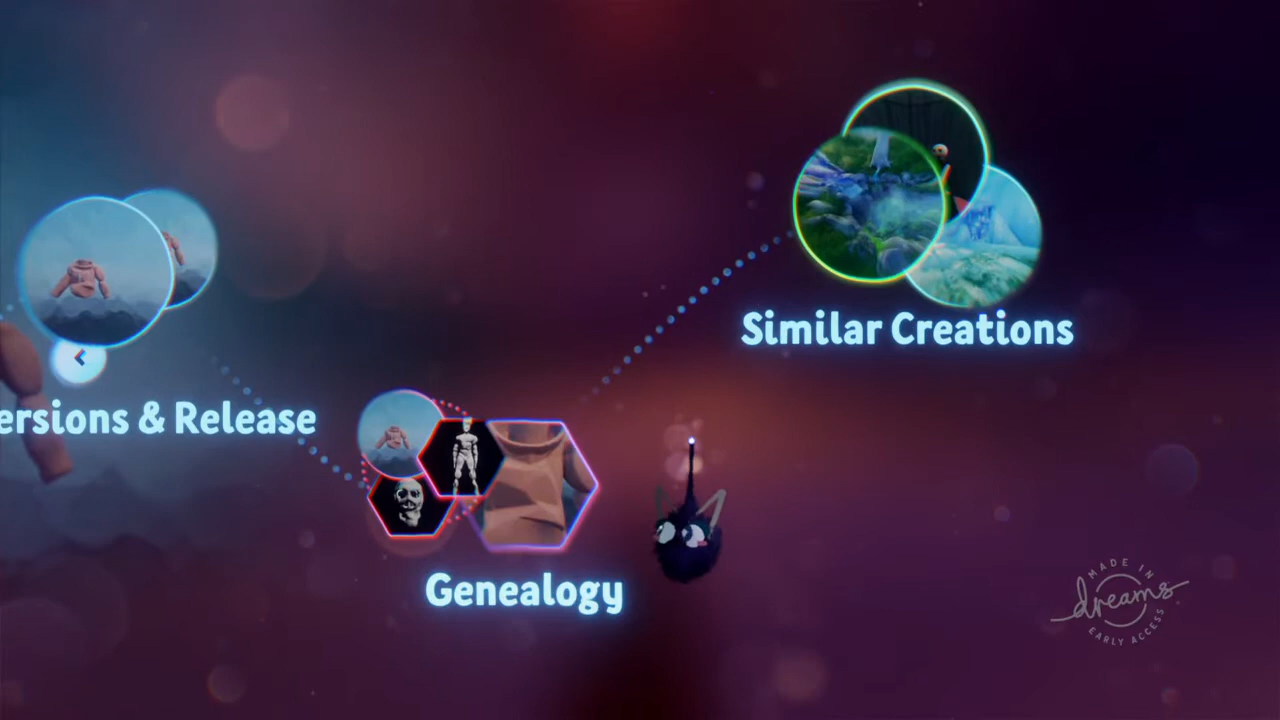 Similar Creations
ersions & Release
Genealogy
MADE IN
dreams
EARLY ACCESS